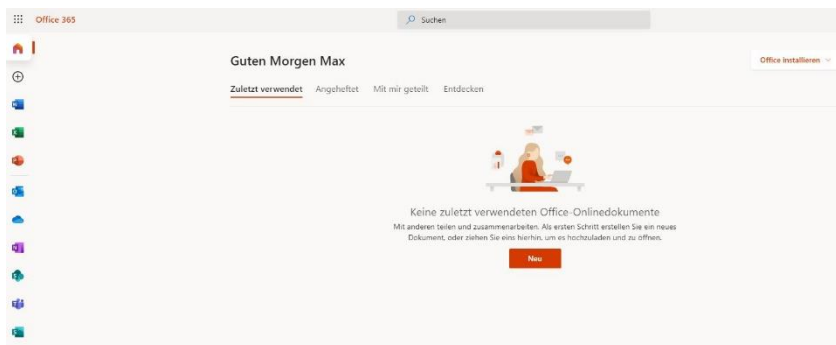 Office 365
Suchen
Guten Morgen Max
Office installieren
Zuletzt verwendet Angeheftet Mit mir geteilt Entdecken
Keine zuletzt verwendeten Office-Onlinedokumente
Mit anderen teilen und zusammenarbeiten. Als ersten Schritt erstellen Sie ein neues
Dokument, oder ziehen Sie eins hierhin, um es hochzuladen und zu öffnen.
Neu